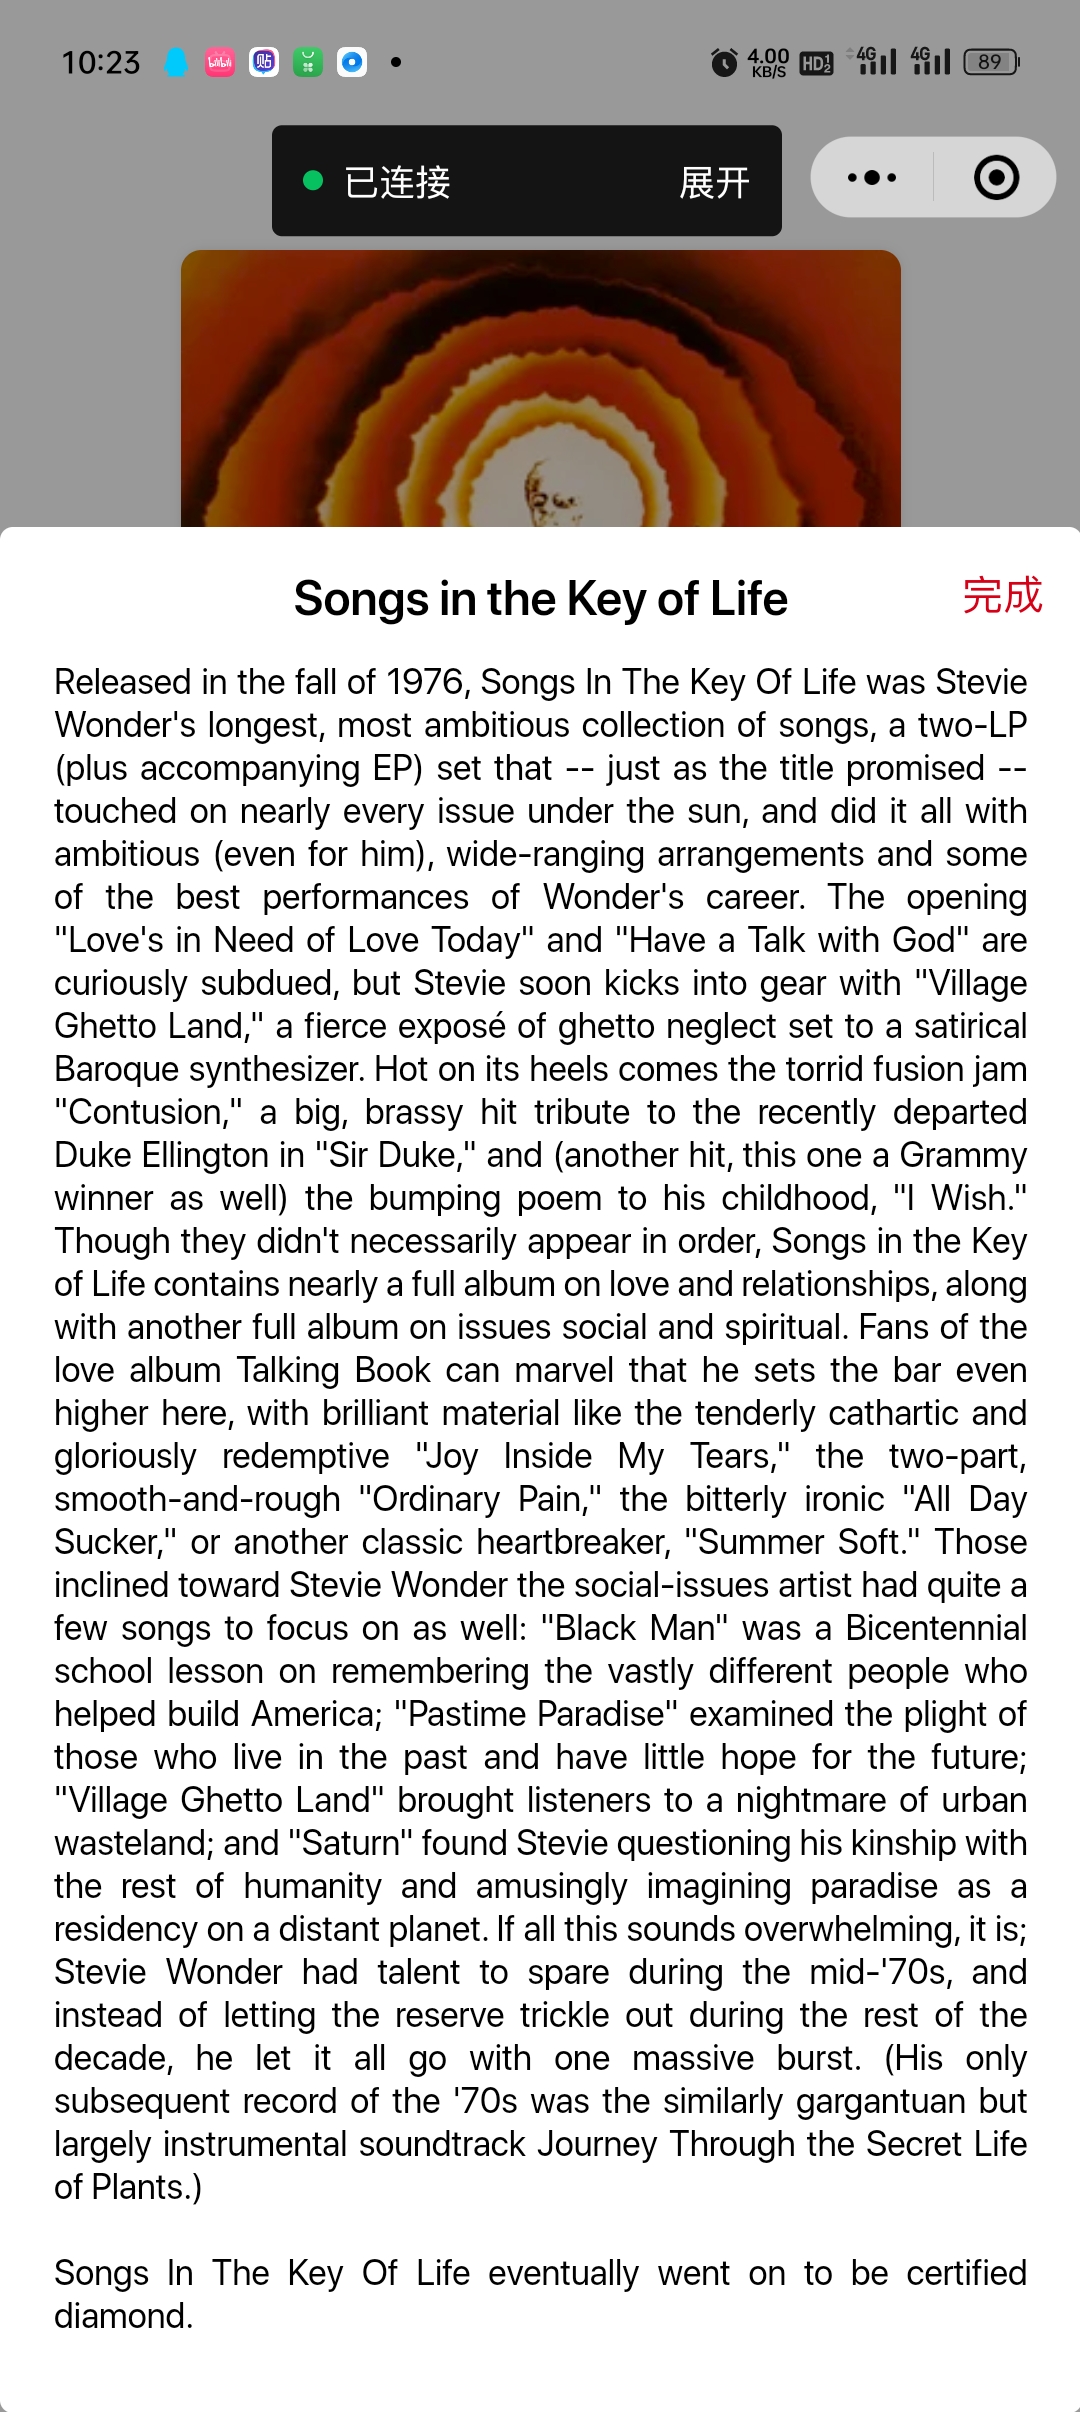 10:23
贴
4.00
KB/S
HD
4G
4G
89
已连接
展开
Songs in the Key of Life
完成
Released in the fall of 1976, Songs In The Key Of Life was Stevie
Wonder's longest, most ambitious collection of songs, a two-LP
(plus accompanying EP) set that -- just as the title promised --
touched on nearly every issue under the sun, and did it all with
ambitious (even for him), wide-ranging arrangements and some
of the best performances of Wonder's career. The opening
"Love's in Need of Love Today" and "Have a Talk with God" are
curiously subdued, but Stevie soon kicks into gear with "Village
Ghetto Land," a fierce exposé of ghetto neglect set to a satirical
Baroque synthesizer. Hot on its heels comes the torrid fusion jam
"Contusion," a big, brassy hit tribute to the recently departed
Duke Ellington in "Sir Duke," and (another hit, this one a Grammy
winner as well) the bumping poem to his childhood, "I Wish."
Though they didn't necessarily appear in order, Songs in the Key
of Life contains nearly a full album on love and relationships, along
with another full album on issues social and spiritual. Fans of the
love album Talking Book can marvel that he sets the bar even
higher here, with brilliant material like the tenderly cathartic and
gloriously redemptive "Joy Inside My Tears," the two-part,
smooth-and-rough "Ordinary Pain," the bitterly ironic "All Day
Sucker," or another classic heartbreaker, "Summer Soft." Those
inclined toward Stevie Wonder the social-issues artist had quite a
few songs to focus on as well: "Black Man" was a Bicentennial
school lesson on remembering the vastly different people who
helped build America; "Pastime Paradise" examined the plight of
those who live in the past and have little hope for the future;
"Village Ghetto Land" brought listeners to a nightmare of urban
wasteland; and "Saturn" found Stevie questioning his kinship with
the rest of humanity and amusingly imagining paradise as a
residency on a distant planet. If all this sounds overwhelming, it is;
Stevie Wonder had talent to spare during the mid-'70s, and
instead of letting the reserve trickle out during the rest of the
decade, he let it all go with one massive burst. (His only
subsequent record of the '70s was the similarly gargantuan but
largely instrumental soundtrack Journey Through the Secret Life
of Plants.)
Songs In The Key Of Life eventually went on to be certified
diamond.